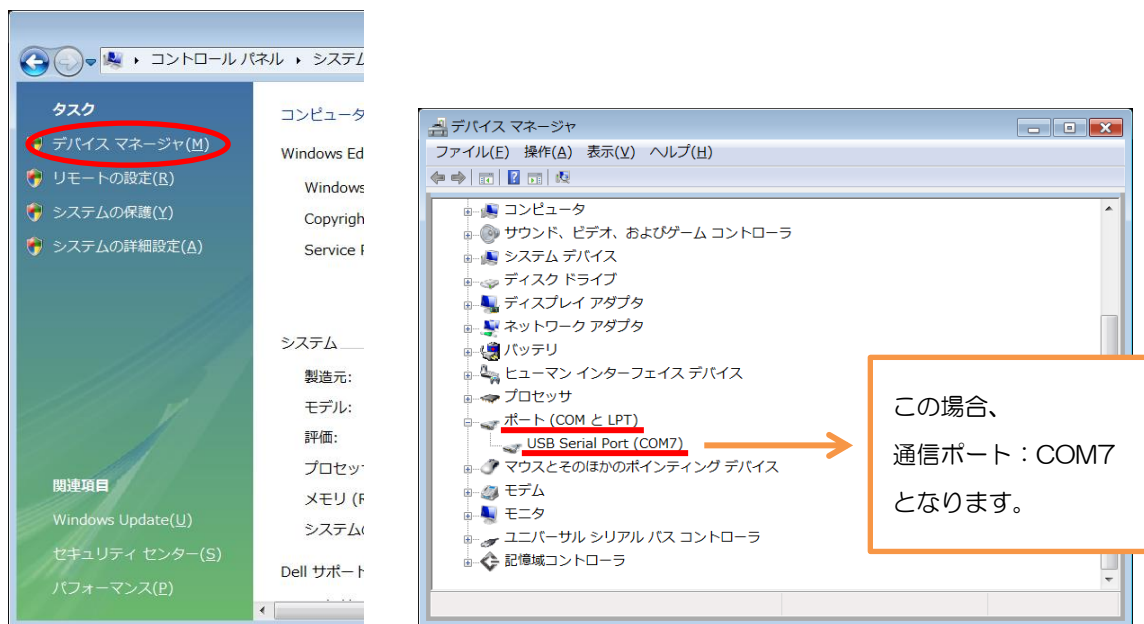 コントロール パネル ▸ システム
タスク
デバイス マネージャ(M)
リモートの設定(R)
システムの保護(Y)
システムの詳細設定(A)
関連項目
Windows Update(U)
セキュリティ センター(S)
パフォーマンス(P)
コンピュータ
Windows Ed
Windows
Copyrigh
Service
システム
製造元:
モデル:
評価:
プロセッ
メモリ (R
システムの
Dell サポート
デバイス マネージャ
ファイル(F) 操作(A) 表示(V) ヘルプ(H)
コンピュータ
サウンド、ビデオ、およびゲーム コントローラ
システム デバイス
ディスク ドライブ
ディスプレイ アダプタ
ネットワーク アダプタ
バッテリ
ヒューマン インターフェイス デバイス
プロセッサ
ポート (COM と LPT)
USB Serial Port (COM7)
マウスとそのほかのポインティング デバイス
モデム
モニタ
ユニバーサル シリアル バス コントローラ
記憶域コントローラ
この場合、
通信ポート:COM7
となります。